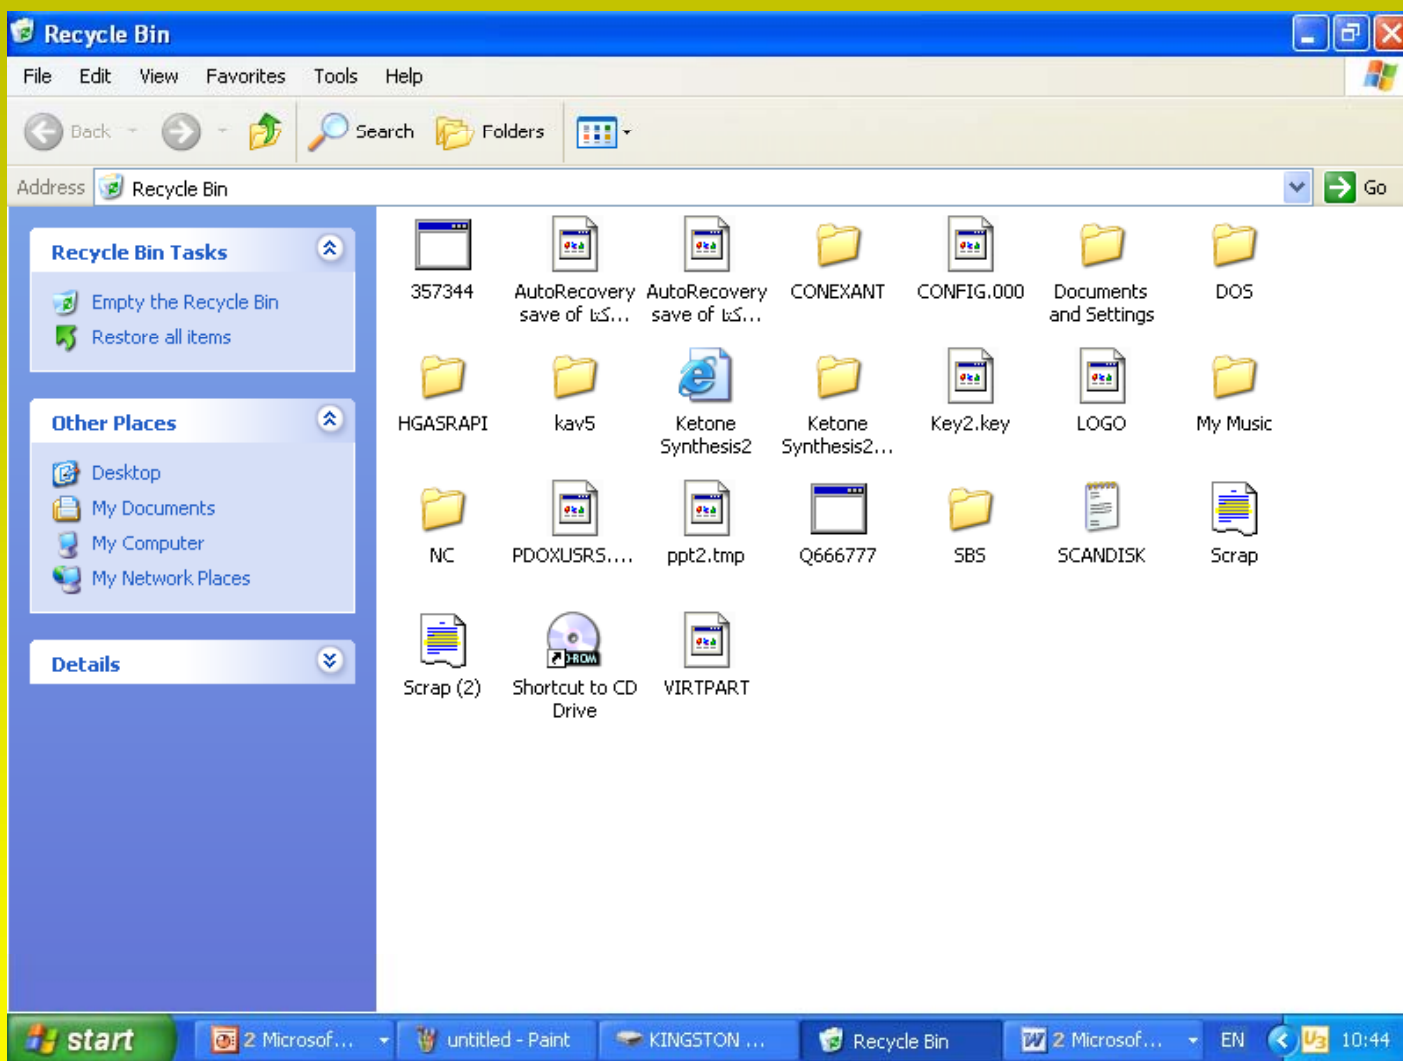 Recycle Bin
File Edit View Favorites Tools Help
Back Search Folders
Address Recycle Bin Go
Recycle Bin Tasks
Empty the Recycle Bin
Restore all items
Other Places
Desktop
My Documents
My Computer
My Network Places
Details
357344
AutoRecovery
save of كتا...
AutoRecovery
save of كتا...
CONEXANT
CONFIG.000
Documents
and Settings
DOS
HGASRAPI
kav5
Ketone
Synthesis2
Ketone
Synthesis2...
Key2.key
LOGO
My Music
NC
PDOXUSRS....
ppt2.tmp
Q666777
SBS
SCANDISK
Scrap
Scrap (2)
Shortcut to CD
Drive
VIRTPART
start 2 Microsof... untitled - Paint KINGSTON ... Recycle Bin 2 Microsof... EN U3 10:44